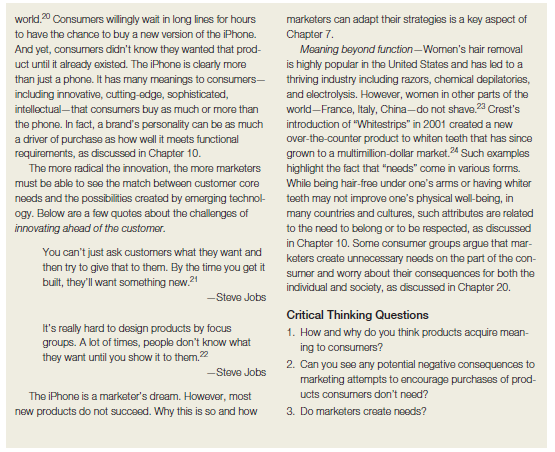 world.20 Consumers willingly wait in long lines for hours
to have the chance to buy a new version of the iPhone.
And yet, consumers didn't know they wanted that prod-
uct until it already existed. The iPhone is clearly more
than just a phone. It has many meanings to consumers—
including innovative, cutting-edge, sophisticated,
intellectual—that consumers buy as much or more than
the phone. In fact, a brand's personality can be as much
a driver of purchase as how well it meets functional
requirements, as discussed in Chapter 10.
The more radical the innovation, the more marketers
must be able to see the match between customer core
needs and the possibilities created by emerging technol-
ogy. Below are a few quotes about the challenges of
innovating ahead of the customer.
You can't just ask customers what they want and
then try to give that to them. By the time you get it
built, they'll want something new.21
—Steve Jobs
It's really hard to design products by focus
groups. A lot of times, people don't know what
they want until you show it to them.22
—Steve Jobs
The iPhone is a marketer's dream. However, most
new products do not succeed. Why this is so and how
marketers can adapt their strategies is a key aspect of
Chapter 7.
Meaning beyond function—Women's hair removal
is highly popular in the United States and has led to a
thriving industry including razors, chemical depilatories,
and electrolysis. However, women in other parts of the
world—France, Italy, China—do not shave.23 Crest's
introduction of "Whitestrips" in 2001 created a new
over-the-counter product to whiten teeth that has since
grown to a multimillion-dollar market.24 Such examples
highlight the fact that "needs" come in various forms.
While being hair-free under one's arms or having whiter
teeth may not improve one's physical well-being, in
many countries and cultures, such attributes are related
to the need to belong or to be respected, as discussed
in Chapter 10. Some consumer groups argue that mar-
keters create unnecessary needs on the part of the con-
sumer and worry about their consequences for both the
individual and society, as discussed in Chapter 20.
Critical Thinking Questions
1. How and why do you think products acquire mean-
ing to consumers?
2. Can you see any potential negative consequences to
marketing attempts to encourage purchases of prod-
ucts consumers don't need?
3. Do marketers create needs?